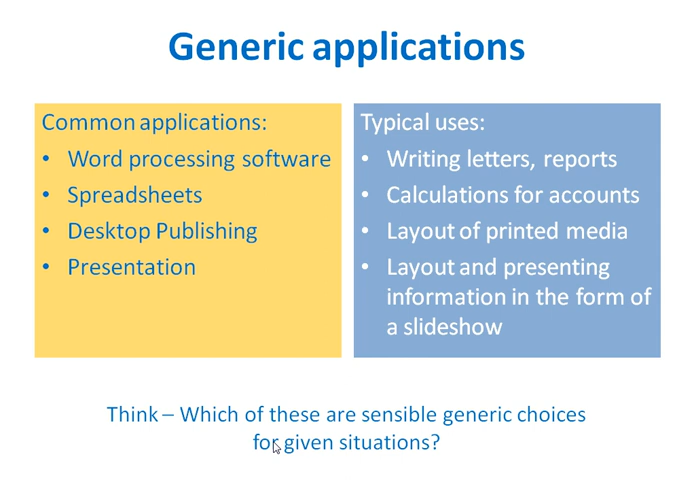 Generic applications
Common applications:
• Word processing software
• Spreadsheets
• Desktop Publishing
• Presentation
Typical uses:
• Writing letters, reports
• Calculations for accounts
• Layout of printed media
• Layout and presenting
information in the form of
a slideshow
Think – Which of these are sensible generic choices
for given situations?